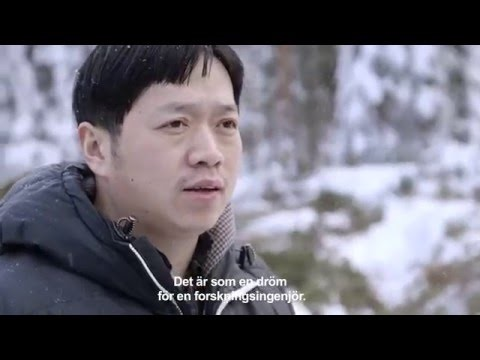 Det är som en dröm
för en forskningsingenjör.